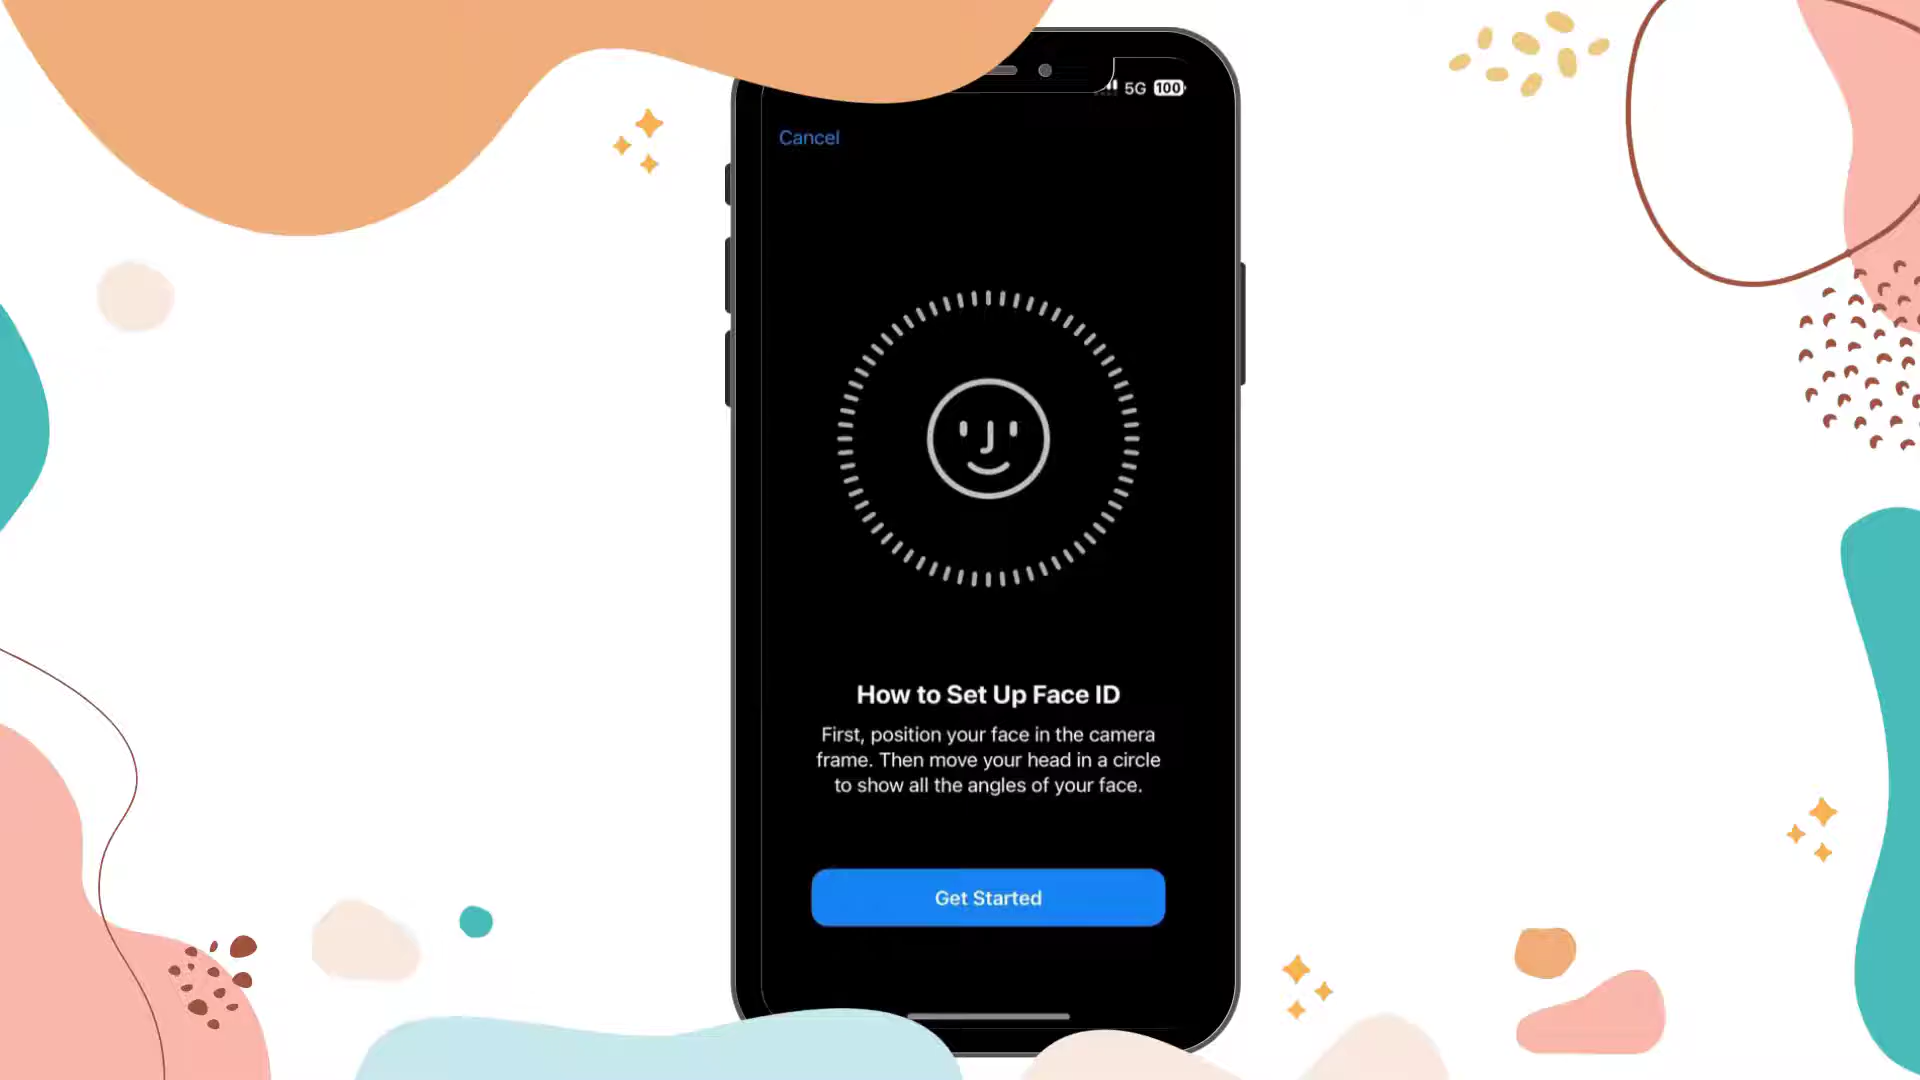 5G 100
Cancel
How to Set Up Face ID
First, position your face in the camera
frame. Then move your head in a circle
to show all the angles of your face.
Get Started